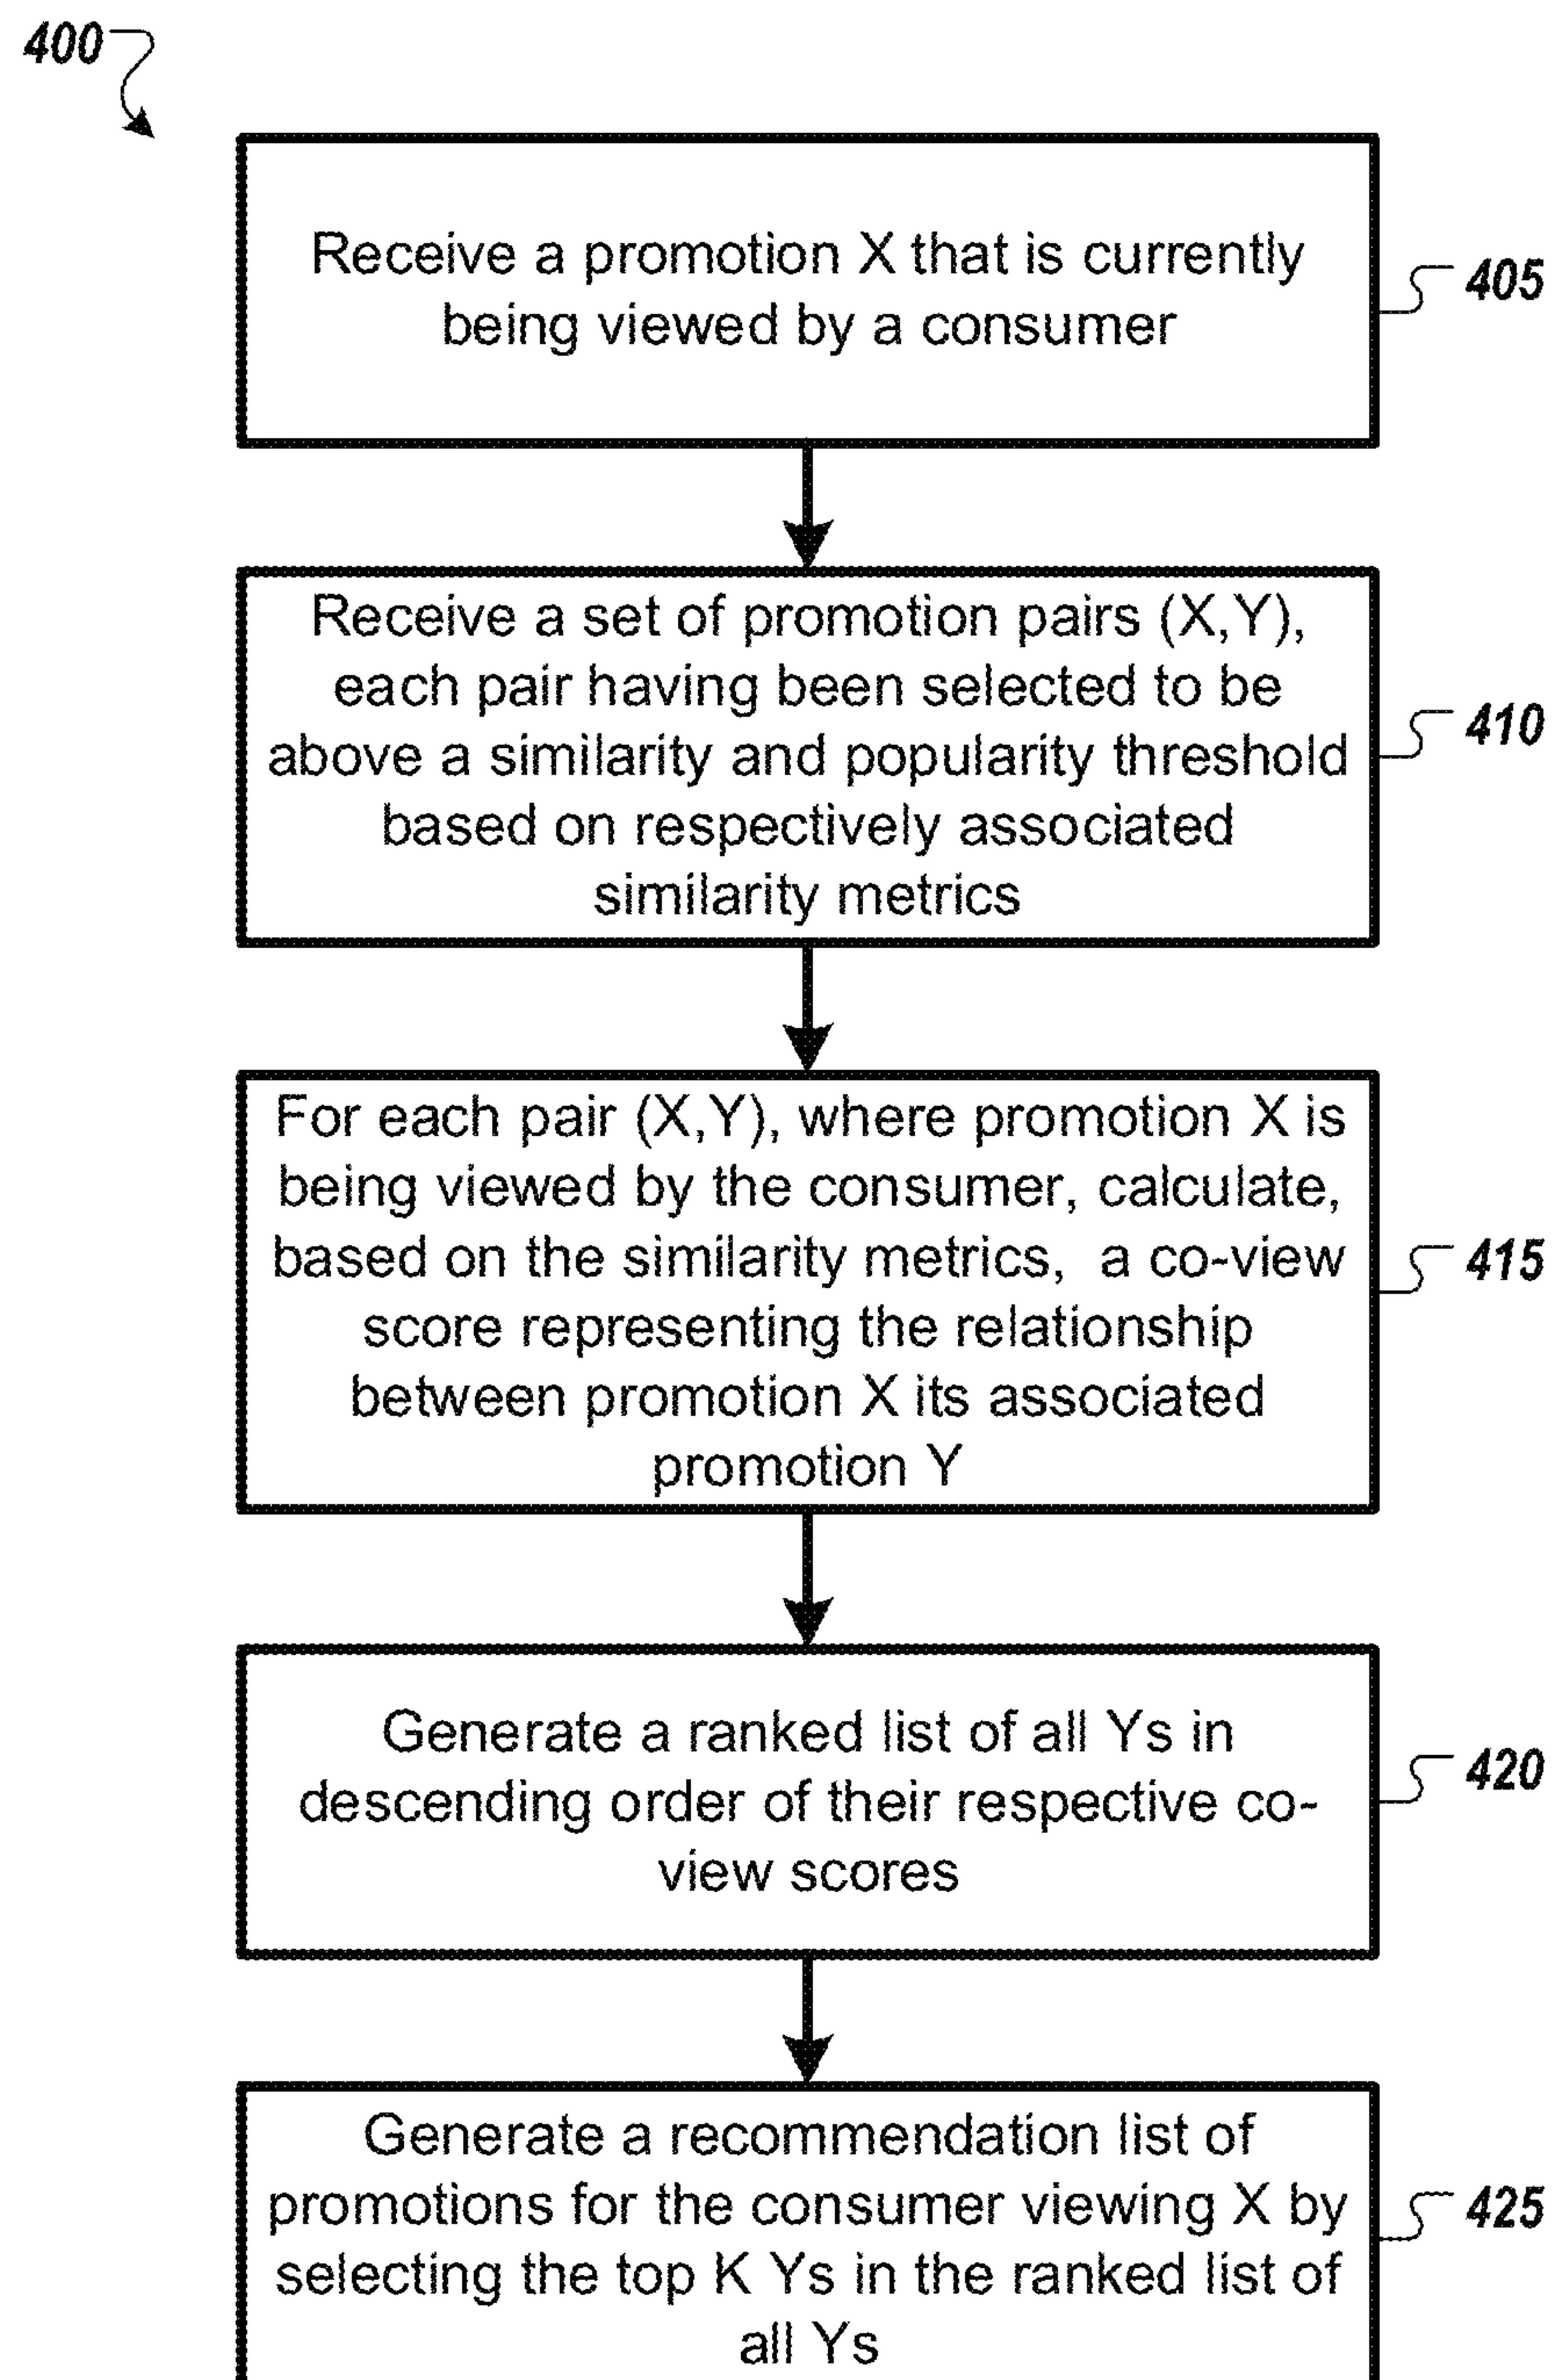 400
Receive a promotion X that is currently
being viewed by a consumer
405
Receive a set of promotion pairs (X,Y),
each pair having been selected to be
above a similarity and popularity threshold
based on respectively associated
similarity metrics
410
For each pair (X,Y), where promotion X is
being viewed by the consumer, calculate,
based on the similarity metrics, a co-view
score representing the relationship
between promotion X its associated
promotion Y
415
Generate a ranked list of all Ys in
descending order of their respective co-
view scores
420
Generate a recommendation list of
promotions for the consumer viewing X by
selecting the top K Ys in the ranked list of
all Ys
425